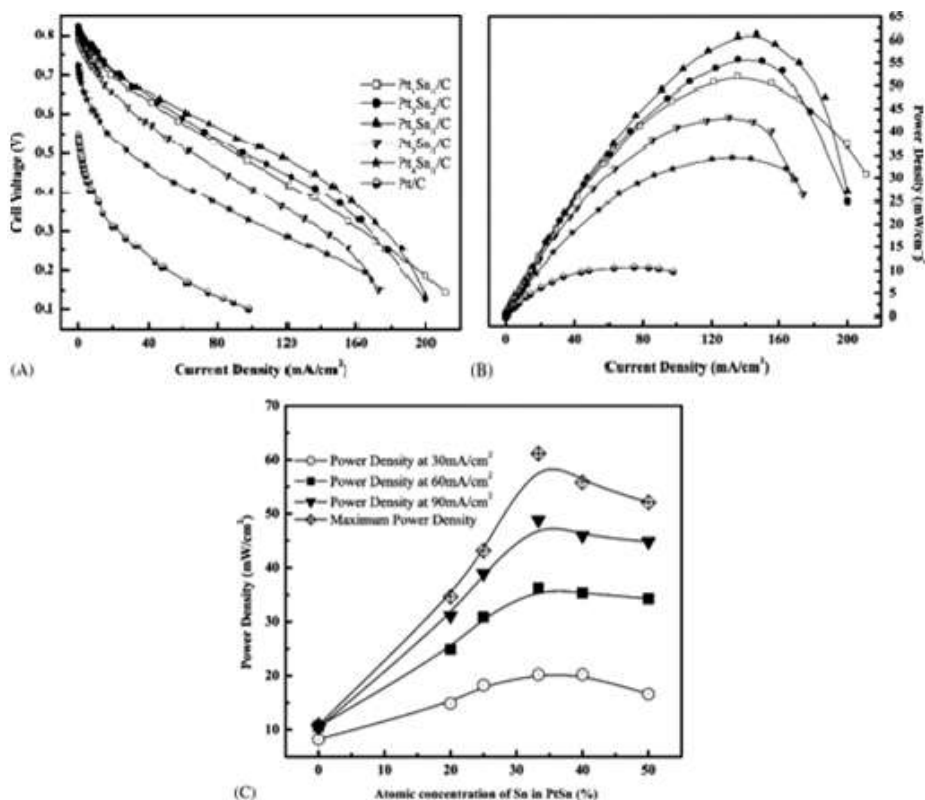 0.8
0.7
0.6
0.5
0.4
0.3
0.2
0.1
Cell Voltage (V)
Pt₁Sn₁/C
Pt₃Sn₂/C
Pt₂Sn₁/C
Pt₃Sn₁/C
Pt₄Sn₁/C
Pt/C
0 40 80 120 160 200
Current Density (mA/cm²)
(A)
65
60
55
50
45
40
35
30
25
20
15
10
5
0
Power Density (mW/cm²)
0 40 80 120 160 200
Current Density (mA/cm²)
(B)
70
60
50
40
30
20
10
Power Density (mW/cm²)
Power Density at 30mA/cm²
Power Density at 60mA/cm²
Power Density at 90mA/cm²
Maximum Power Density
0 10 20 30 40 50
Atomic concentration of Sn in PtSn (%)
(C)